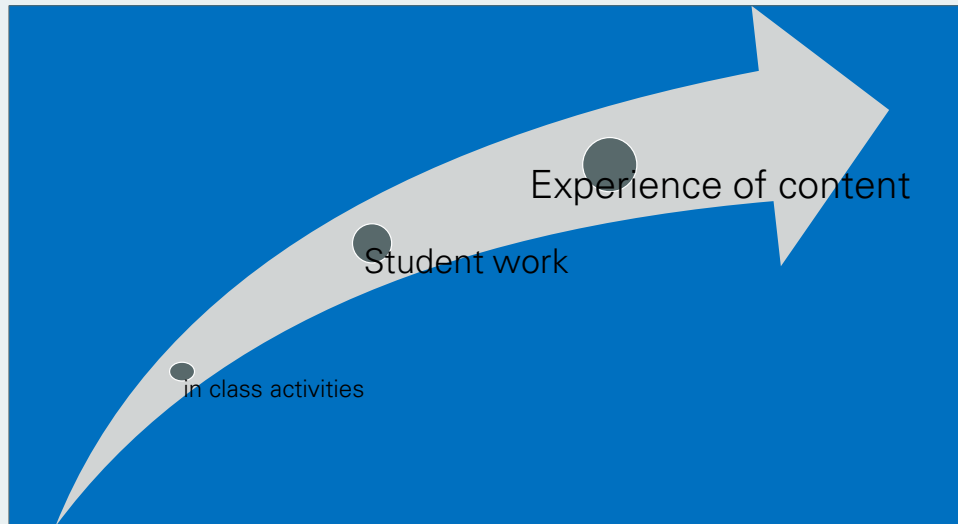 Experience of content
Student work
in class activities